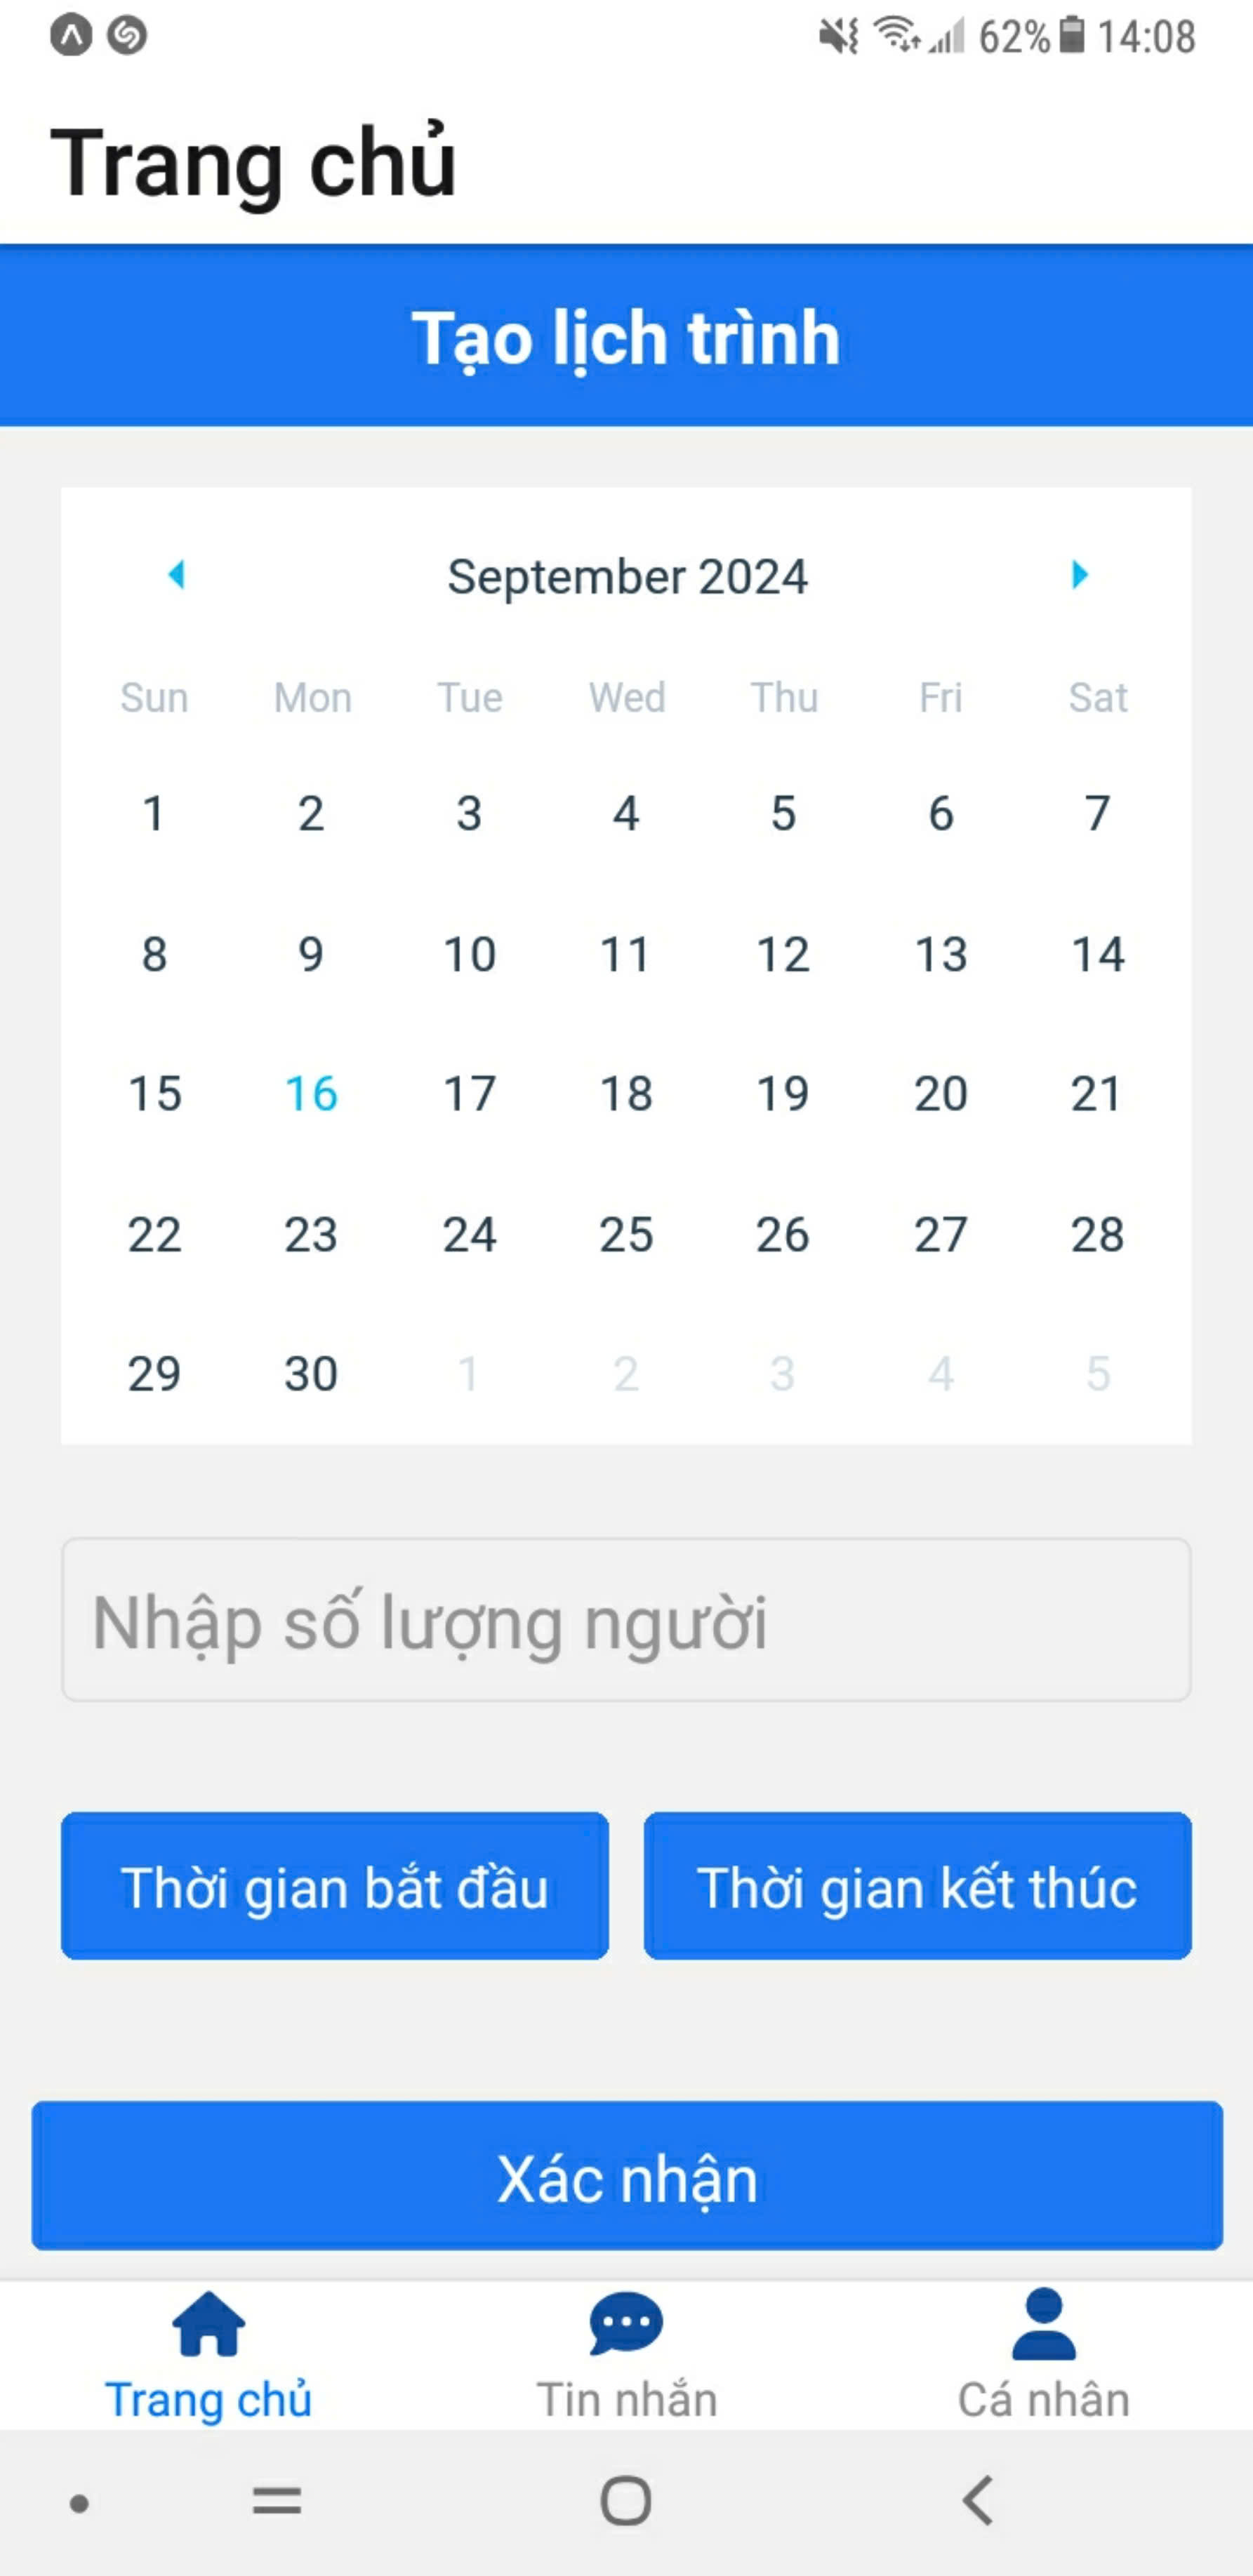 62% 14:08
Trang chủ
Tạo lịch trình
September 2024
Sun Mon Tue Wed Thu Fri Sat
1 2 3 4 5 6 7
8 9 10 11 12 13 14
15 16 17 18 19 20 21
22 23 24 25 26 27 28
29 30 1 2 3 4 5
Nhập số lượng người
Thời gian bắt đầu Thời gian kết thúc
Xác nhận
Trang chủ Tin nhắn Cá nhân